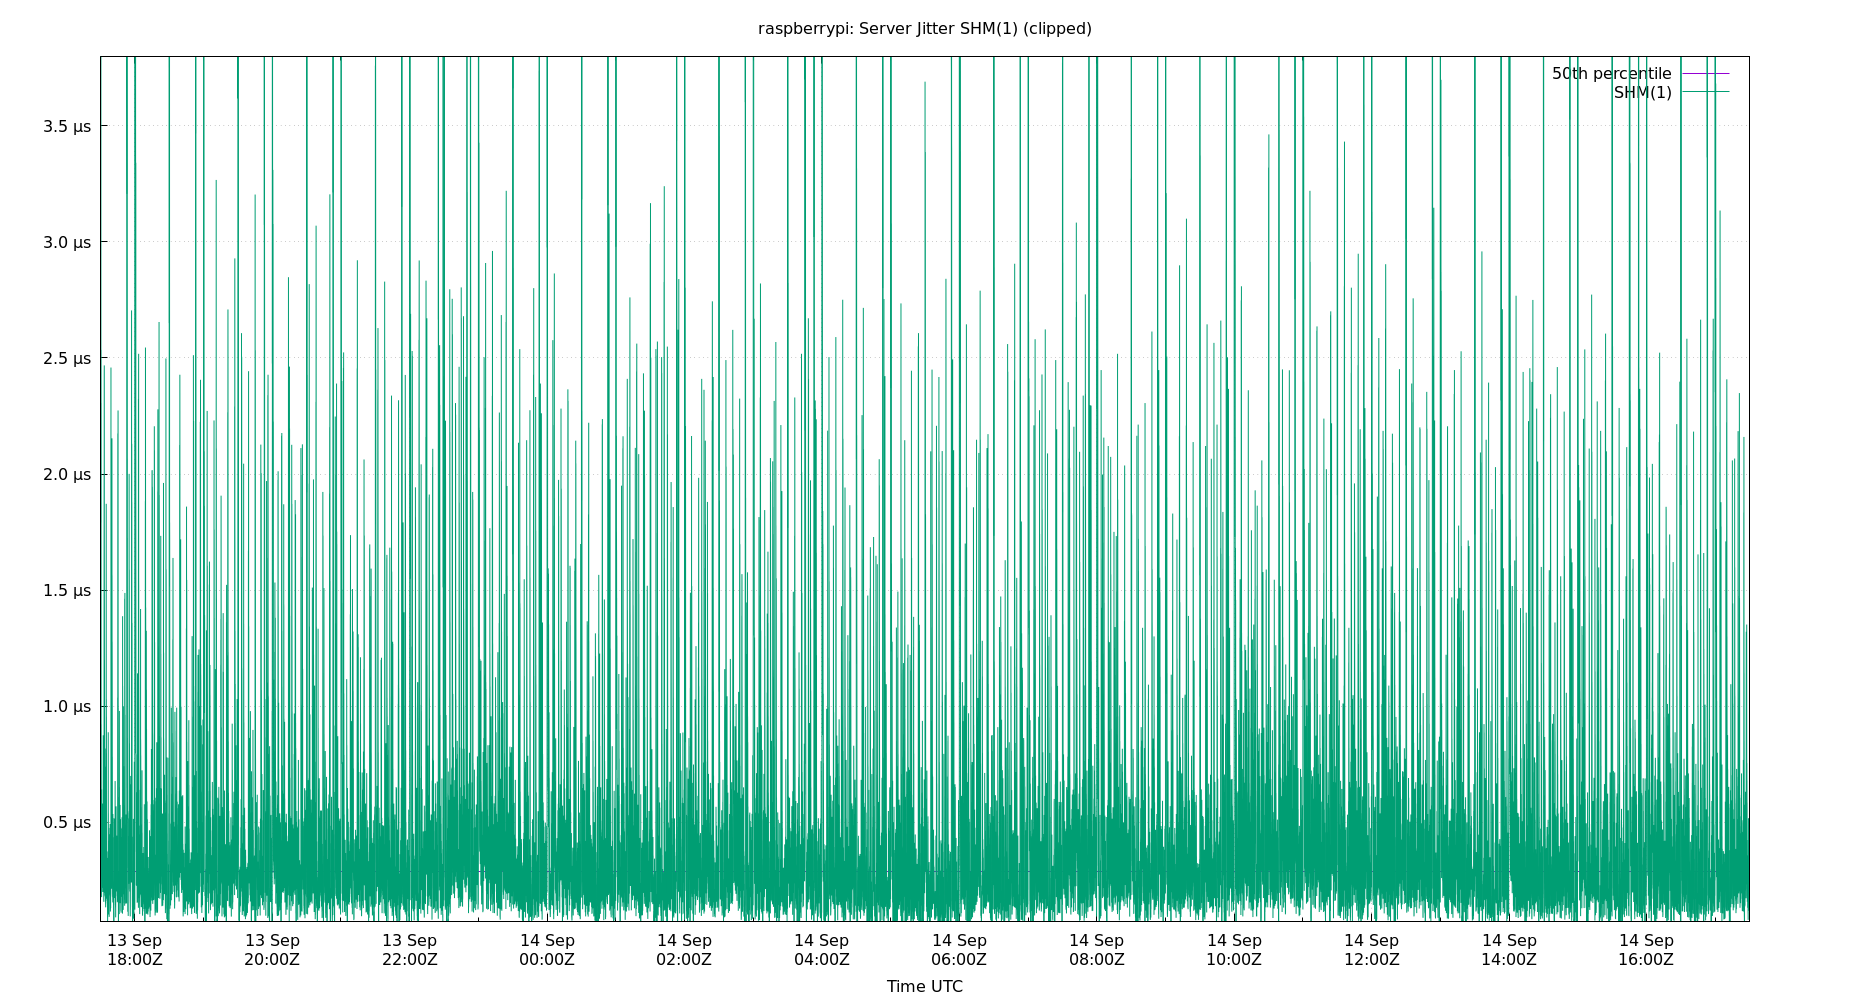 raspberrypi: Server Jitter SHM(1) (clipped)
50th percentile
SHM(1)
3.5 µs
3.0 µs
2.5 µs
2.0 µs
1.5 µs
1.0 µs
0.5 µs
13 Sep 13 Sep 13 Sep 14 Sep 14 Sep 14 Sep 14 Sep 14 Sep 14 Sep 14 Sep 14 Sep 14 Sep
18:00Z 20:00Z 22:00Z 00:00Z 02:00Z 04:00Z 06:00Z 08:00Z 10:00Z 12:00Z 14:00Z 16:00Z
Time UTC